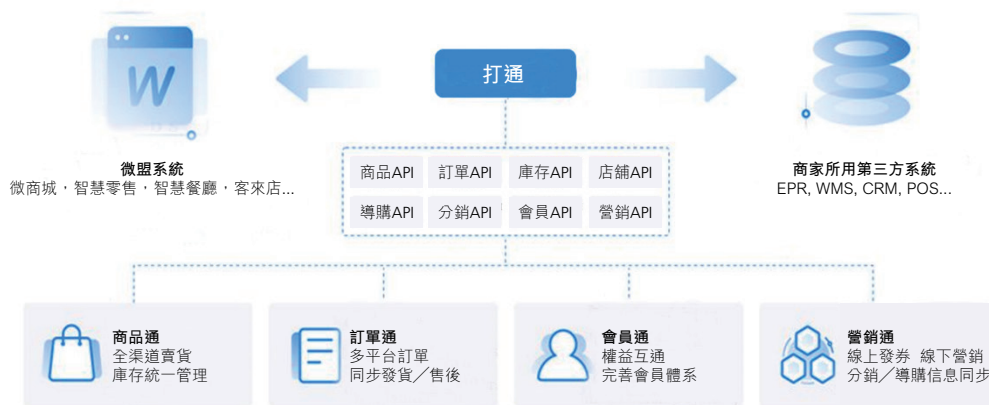 W
打通
微盟系統
微商城，智慧零售，智慧餐廳，客來店...
商家所用第三方系統
EPR, WMS, CRM, POS...
商品API 訂單API 庫存API 店舖API
導購API 分銷API 會員API 營銷API
商品通
全渠道賣貨
庫存統一管理
訂單通
多平台訂單
同步發貨／售後
會員通
權益互通
完善會員體系
營銷通
線上發券 線下營銷
分銷／導購信息同步